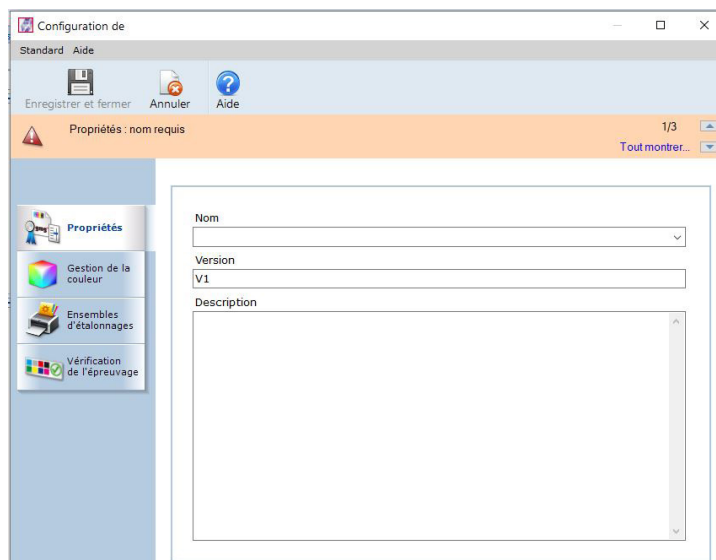 Configuration de
Standard Aide
Enregistrer et fermer Annuler Aide
Propriétés : nom requis
1/3
Tout montrer...
Propriétés
Gestion de la
couleur
Ensembles
d'étalonnages
Vérification
de l'épreuvage
Nom
Version
V1
Description